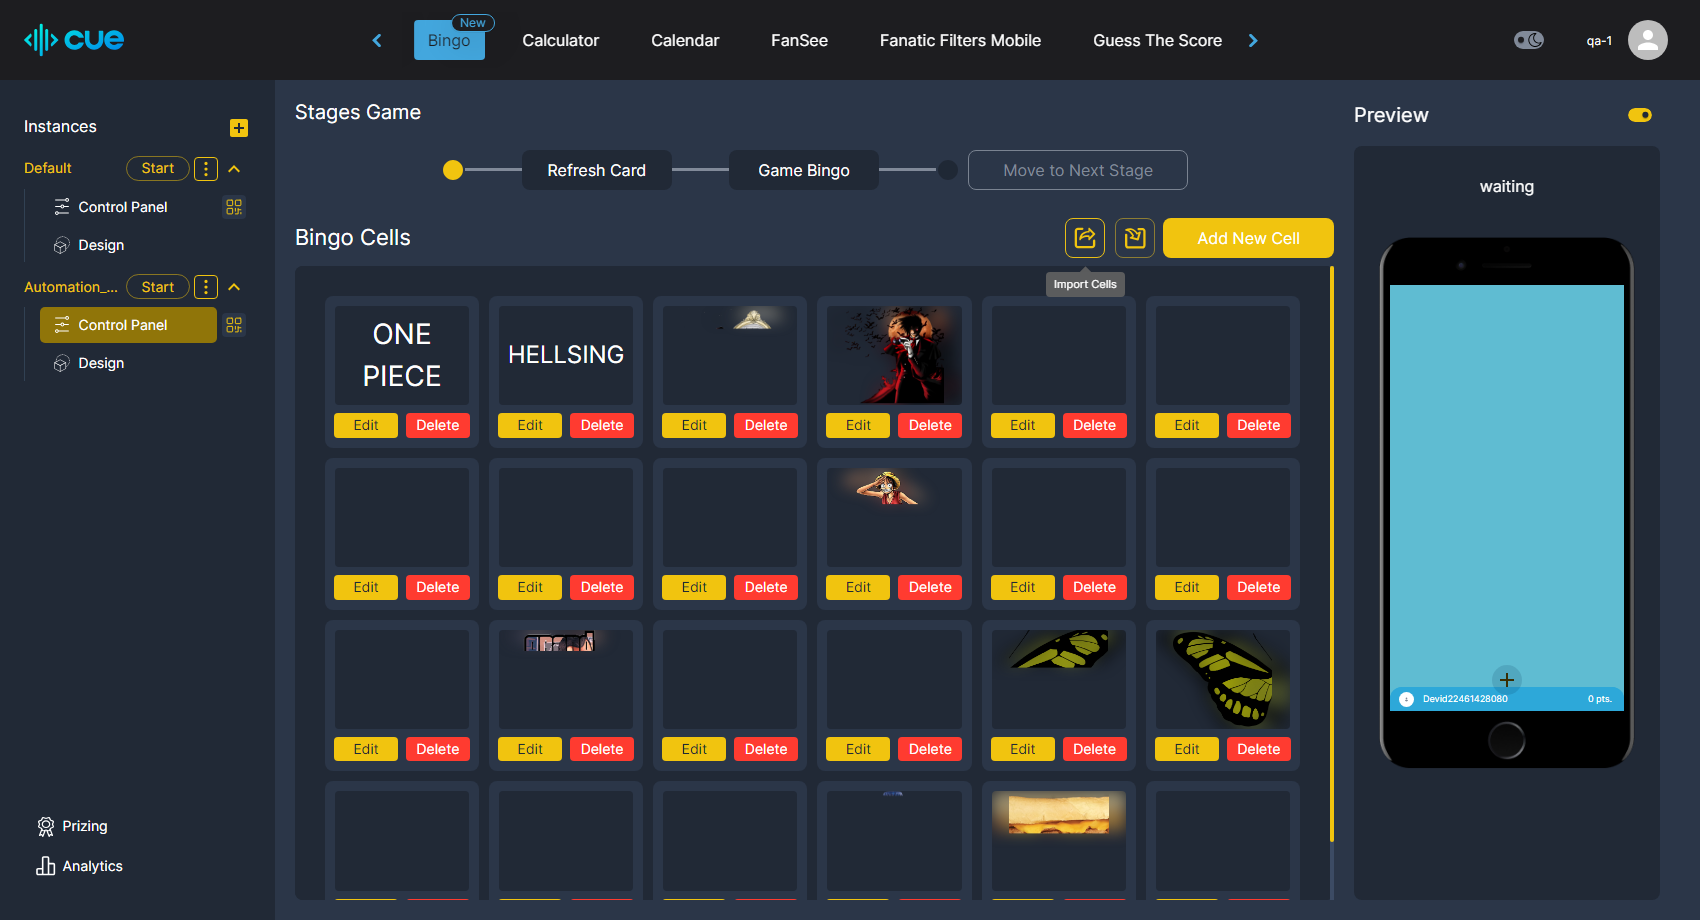 cue
New
Bingo
Calculator
Calendar
FanSee
Fanatic Filters Mobile
Guess The Score
qa-1
Instances
Default
Start
Control Panel
Design
Automation_...
Start
Control Panel
Design
Prizing
Analytics
Stages Game
Refresh Card
Game Bingo
Move to Next Stage
Bingo Cells
Add New Cell
Import Cells
ONE
PIECE
HELLSING
Edit Delete Edit Delete Edit Delete Edit Delete Edit Delete Edit Delete
Edit Delete Edit Delete Edit Delete Edit Delete Edit Delete Edit Delete
Edit Delete Edit Delete Edit Delete Edit Delete Edit Delete Edit Delete
Preview
waiting
Devid22461428080 0 pts.